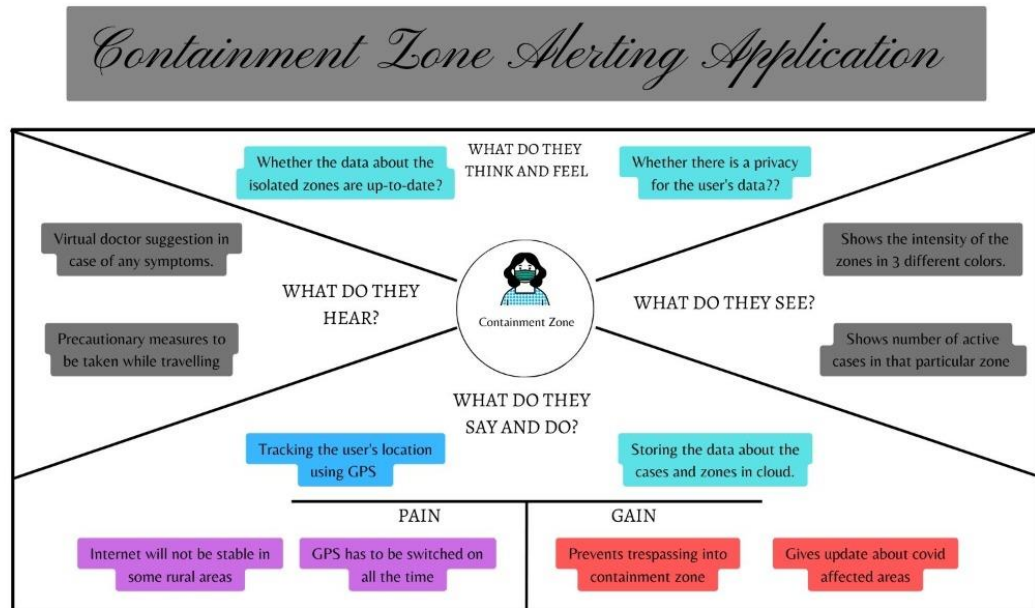 Containment Zone Alerting Application
WHAT DO THEY
THINK AND FEEL
Whether the data about the
isolated zones are up-to-date?
Whether there is a privacy
for the user's data??
Virtual doctor suggestion in
case of any symptoms.
Precautionary measures to
be taken while travelling
WHAT DO THEY
HEAR?
Containment Zone
WHAT DO THEY SEE?
Shows the intensity of the
zones in 3 different colors.
Shows number of active
cases in that particular zone
WHAT DO THEY
SAY AND DO?
Tracking the user's location
using GPS
Storing the data about the
cases and zones in cloud.
PAIN
Internet will not be stable in
some rural areas
GPS has to be switched on
all the time
GAIN
Prevents trespassing into
containment zone
Gives update about covid
affected areas